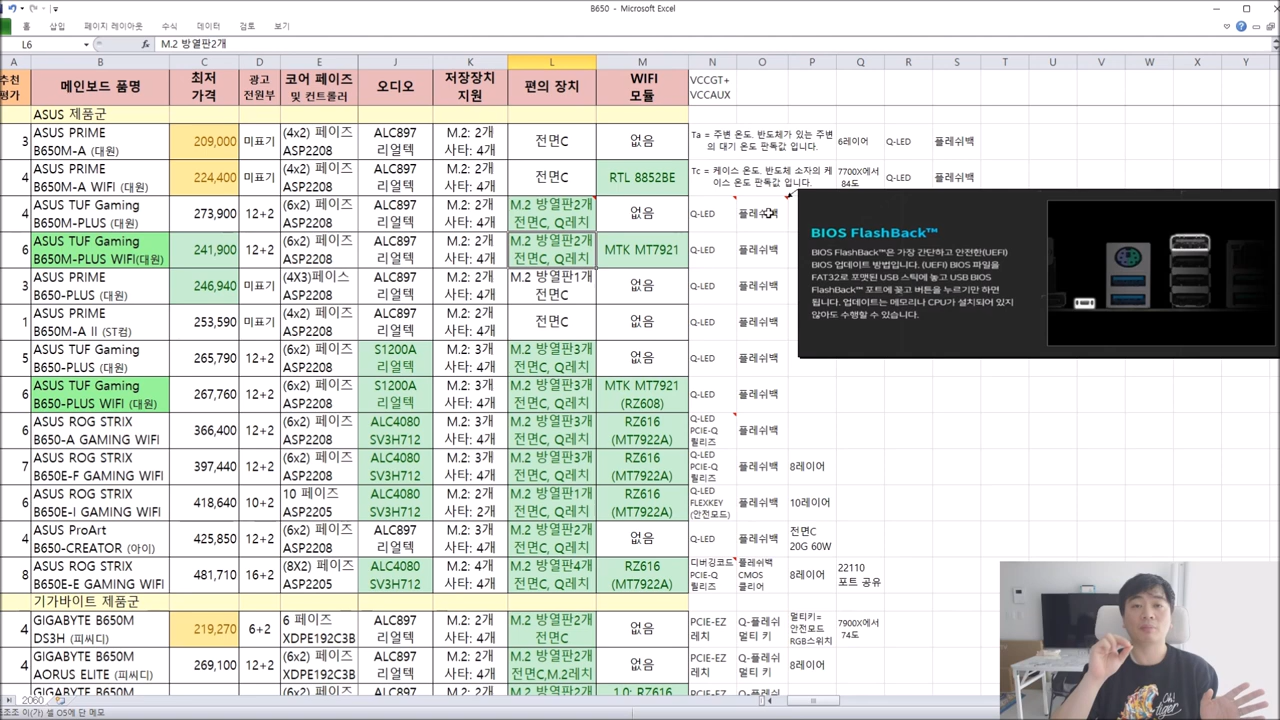 B650 - Microsoft Excel
홈 삽입 페이지 레이아웃 수식 데이터 검토 보기
L6 fx M.2 방열판2개
A B C D E J K L M N O P Q R S T U V W X Y
추천 평가
메인보드 품명
최저 가격
광고 전원부
코어 페이즈 및 컨트롤러
오디오
저장장치 지원
편의 장치
WIFI 모듈
VCCGT+
VCCAUX
ASUS 제품군
3 ASUS PRIME 209,000 미표기 (4x2) 페이즈 ALC897 M.2: 2개 전면C 없음 Ta = 주변 온도. 반도체가 있는 주변 6레이어 Q-LED 플래쉬백
B650M-A (대원) ASP2208 리얼텍 사타: 4개 의 대기 온도 판독값 입니다.
4 ASUS PRIME 224,400 미표기 (4x2) 페이즈 ALC897 M.2: 2개 전면C RTL 8852BE Tc = 케이스 온도. 반도체 소자의 케 7700X에서 Q-LED 플래쉬백
B650M-A WIFI (대원) ASP2208 리얼텍 사타: 4개 이스 온도 판독값 입니다. 84도
4 ASUS TUF Gaming 273,900 12+2 (6x2) 페이즈 ALC897 M.2: 2개 M.2 방열판2개 없음 Q-LED
B650M-PLUS (대원) ASP2208 리얼텍 사타: 4개 전면C, Q레치
6 ASUS TUF Gaming 241,900 12+2 (6x2) 페이즈 ALC897 M.2: 2개 M.2 방열판2개 MTK MT7921 Q-LED 플래쉬백
B650M-PLUS WIFI(대원) ASP2208 리얼텍 사타: 4개 전면C, Q레치
3 ASUS PRIME 246,940 미표기 (4X3)페이즈 ALC897 M.2: 2개 M.2 방열판1개 없음 Q-LED 플래쉬백
B650-PLUS (대원) ASP2208 리얼텍 사타: 4개 전면C
1 ASUS PRIME 253,590 미표기 (4x2) 페이즈 ALC897 M.2: 2개 전면C 없음 Q-LED 플래쉬백
B650M-A II (ST컴) ASP2208 리얼텍 사타: 4개
5 ASUS TUF Gaming 265,790 12+2 (6x2) 페이즈 S1200A M.2: 3개 M.2 방열판3개 없음 Q-LED 플래쉬백
B650-PLUS (대원) ASP2208 리얼텍 사타: 4개 전면C, Q레치
6 ASUS TUF Gaming 267,760 12+2 (6x2) 페이즈 S1200A M.2: 3개 M.2 방열판3개 MTK MT7921 Q-LED 플래쉬백
B650-PLUS WIFI (대원) ASP2208 리얼텍 사타: 4개 전면C, Q레치 (RZ608)
6 ASUS ROG STRIX 366,400 12+2 (6x2) 페이즈 ALC4080 M.2: 3개 M.2 방열판3개 RZ616 Q-LED PCIE-Q 릴리즈 플래쉬백
B650-A GAMING WIFI ASP2208 SV3H712 사타: 4개 전면C, Q레치 (MT7922A)
7 ASUS ROG STRIX 397,440 12+2 (6x2) 페이즈 ALC4080 M.2: 3개 M.2 방열판3개 RZ616 Q-LED PCIE-Q 릴리즈 플래쉬백 8레이어
B650E-F GAMING WIFI ASP2208 SV3H712 사타: 4개 전면C, Q레치 (MT7922A)
6 ASUS ROG STRIX 418,640 10+2 10 페이즈 ALC4080 M.2: 2개 M.2 방열판1개 RZ616 Q-LED FLEXKEY (안전모드) 플래쉬백 10레이어
B650E-I GAMING WIFI ASP2205 SV3H712 사타: 2개 전면C, Q레치 (MT7922A)
4 ASUS ProArt 425,850 12+2 (6x2) 페이즈 ALC897 M.2: 3개 M.2 방열판2개 없음 Q-LED 플래쉬백 전면C
B650-CREATOR (아이) ASP2208 리얼텍 사타: 4개 전면C, Q레치 20G 60W
8 ASUS ROG STRIX 481,710 16+2 (8X2) 페이즈 ALC4080 M.2: 4개 M.2 방열판4개 RZ616 디버깅코드 PCIE-Q 릴리즈 플래쉬백 CMOS 클리어 8레이어 22110
B650E-E GAMING WIFI ASP2205 SV3H712 사타: 4개 전면C, Q레치 (MT7922A) 포트 공유
기가바이트 제품군
4 GIGABYTE B650M 219,270 6+2 6 페이즈 ALC897 M.2: 2개 M.2 방열판2개 없음 PCIE-EZ Q-플래쉬 멀티키= 안전모드 RGB스위치 7900X에서
DS3H (피씨디) XDPE192C3B 리얼텍 사타: 4개 전면C 레치 멀티 키 74도
4 GIGABYTE B650M 269,100 12+2 (6x2) 페이즈 ALC897 M.2: 2개 M.2 방열판2개 없음 PCIE-EZ Q-플래쉬 8레이어
AORUS ELITE (피씨디) XDPE192C3B 리얼텍 사타: 4개 전면C,M.2레치 레치 멀티 키
BIOS FlashBack™
BIOS FlashBack™은 가장 간단하고 안전한(UEFI)
BIOS 업데이트 방법입니다. (UEFI) BIOS 파일을
FAT32로 포맷된 USB 스틱에 놓고 USB BIOS
FlashBack™ 포트에 꽂고 버튼을 누르기만 하면
됩니다. 업데이트는 메모리나 CPU가 설치되어 있지
않아도 수행할 수 있습니다.
2060